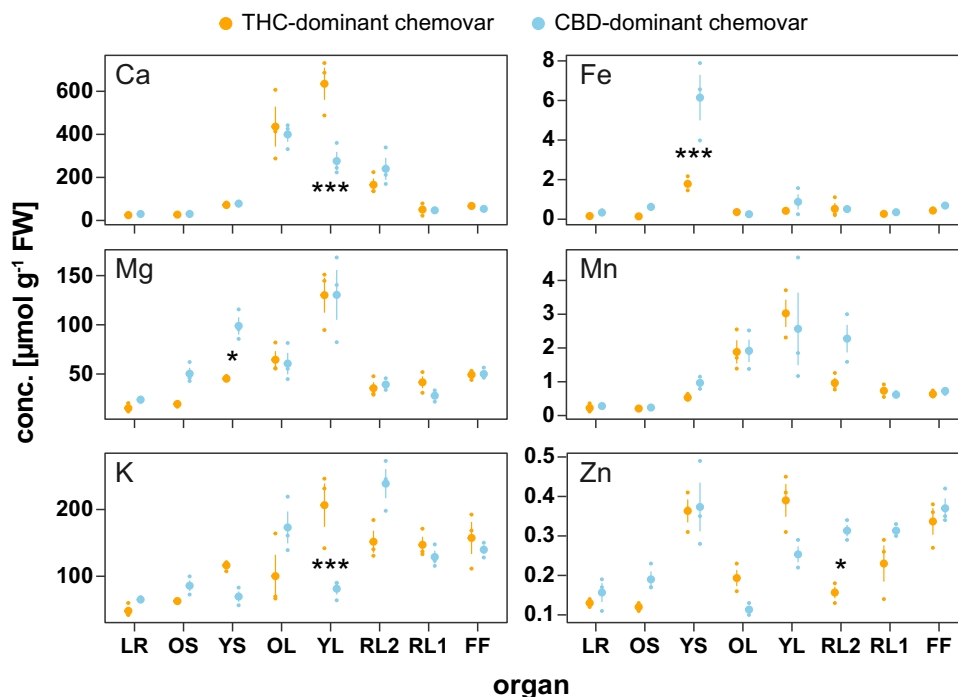 THC-dominant chemovar CBD-dominant chemovar
conc. [µmol g⁻¹ FW]
Ca
600
400
200
0
***
Fe
8
6
4
2
0
***
Mg
150
100
50
*
Mn
4
3
2
1
0
K
200
100
***
Zn
0.5
0.4
0.3
0.2
0.1
*
LR OS YS OL YL RL2 RL1 FF
LR OS YS OL YL RL2 RL1 FF
organ